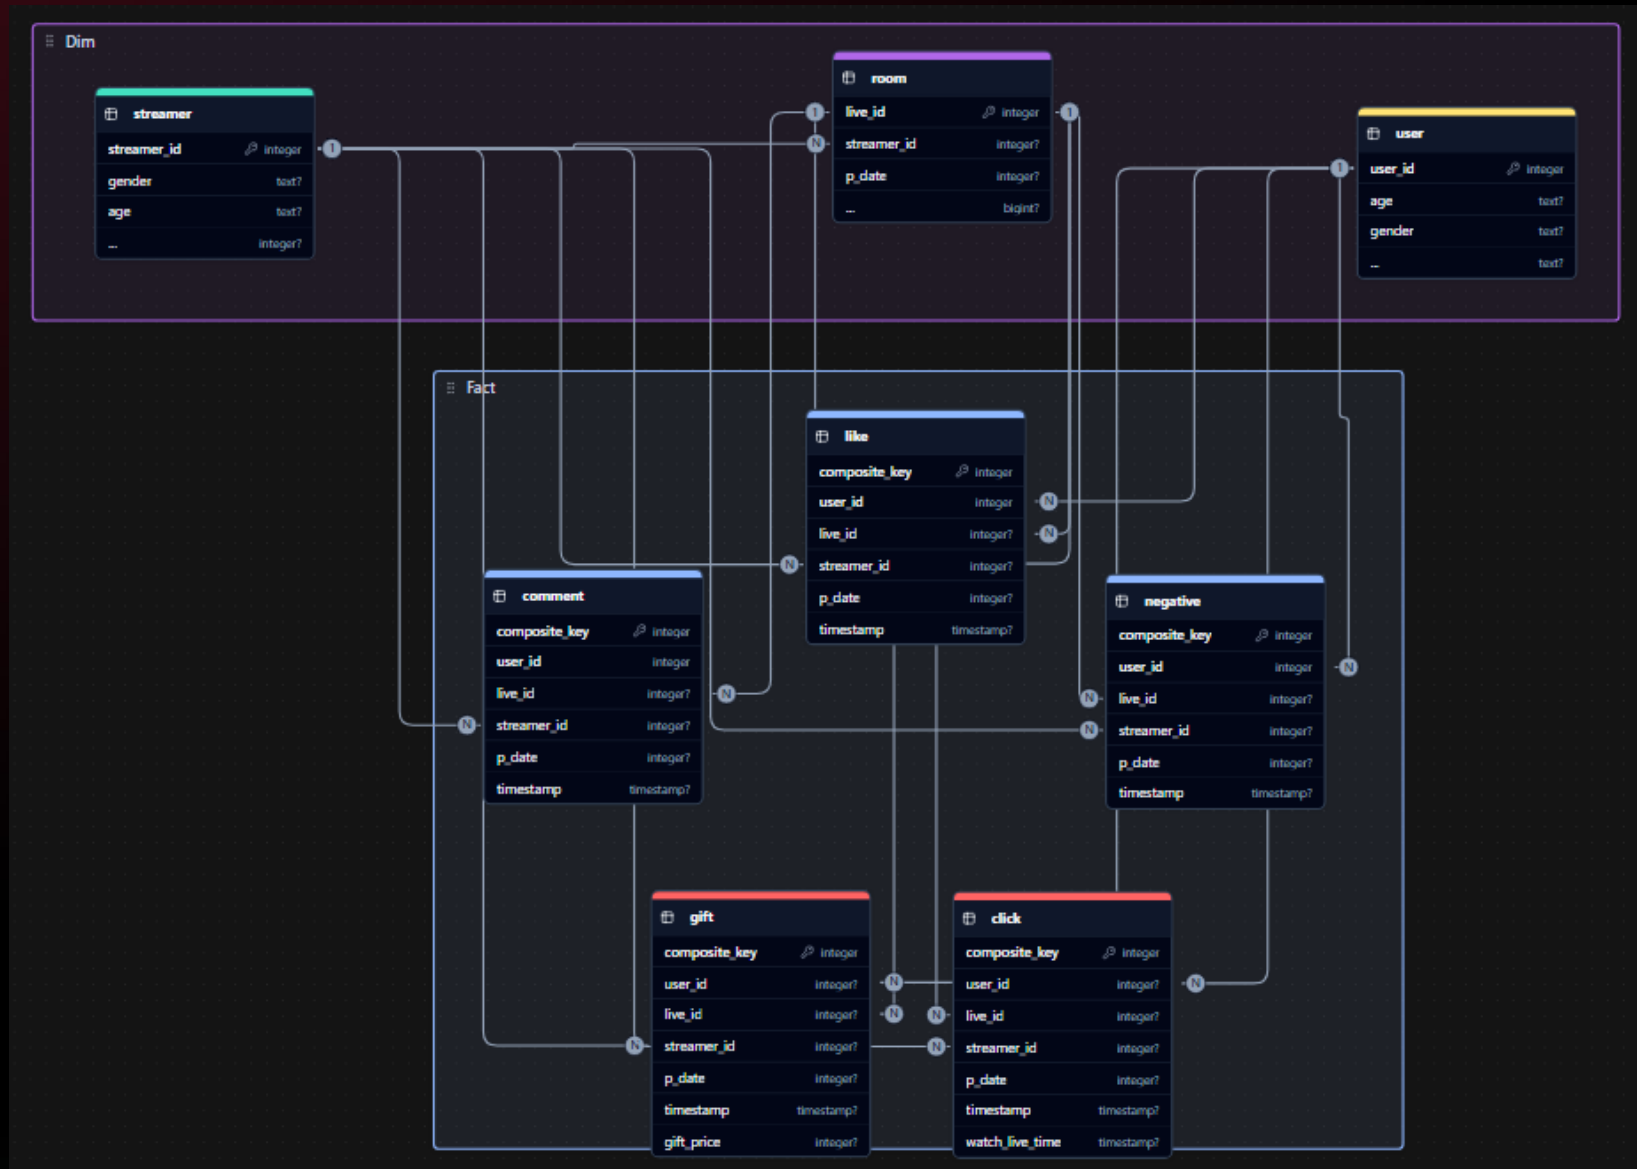 Dim
streamer
streamer_id integer
gender text?
age text?
... integer?
room
live_id integer
streamer_id integer?
p_date integer?
... bigint?
user
user_id integer
age text?
gender text?
... text?
1
1
N
1
1
Fact
like
composite_key integer
user_id integer
live_id integer?
streamer_id integer?
p_date integer?
timestamp timestamp?
N
N
N
comment
composite_key integer
user_id integer
live_id integer?
streamer_id integer?
p_date integer?
timestamp timestamp?
N
N
negative
composite_key integer
user_id integer
live_id integer?
streamer_id integer?
p_date integer?
timestamp timestamp?
N
N
N
gift
composite_key integer
user_id integer?
live_id integer?
streamer_id integer?
p_date integer?
timestamp timestamp?
gift_price integer?
N
N
N
click
composite_key integer
user_id integer?
live_id integer?
streamer_id integer?
p_date integer?
timestamp timestamp?
watch_live_time timestamp?
N
N
N